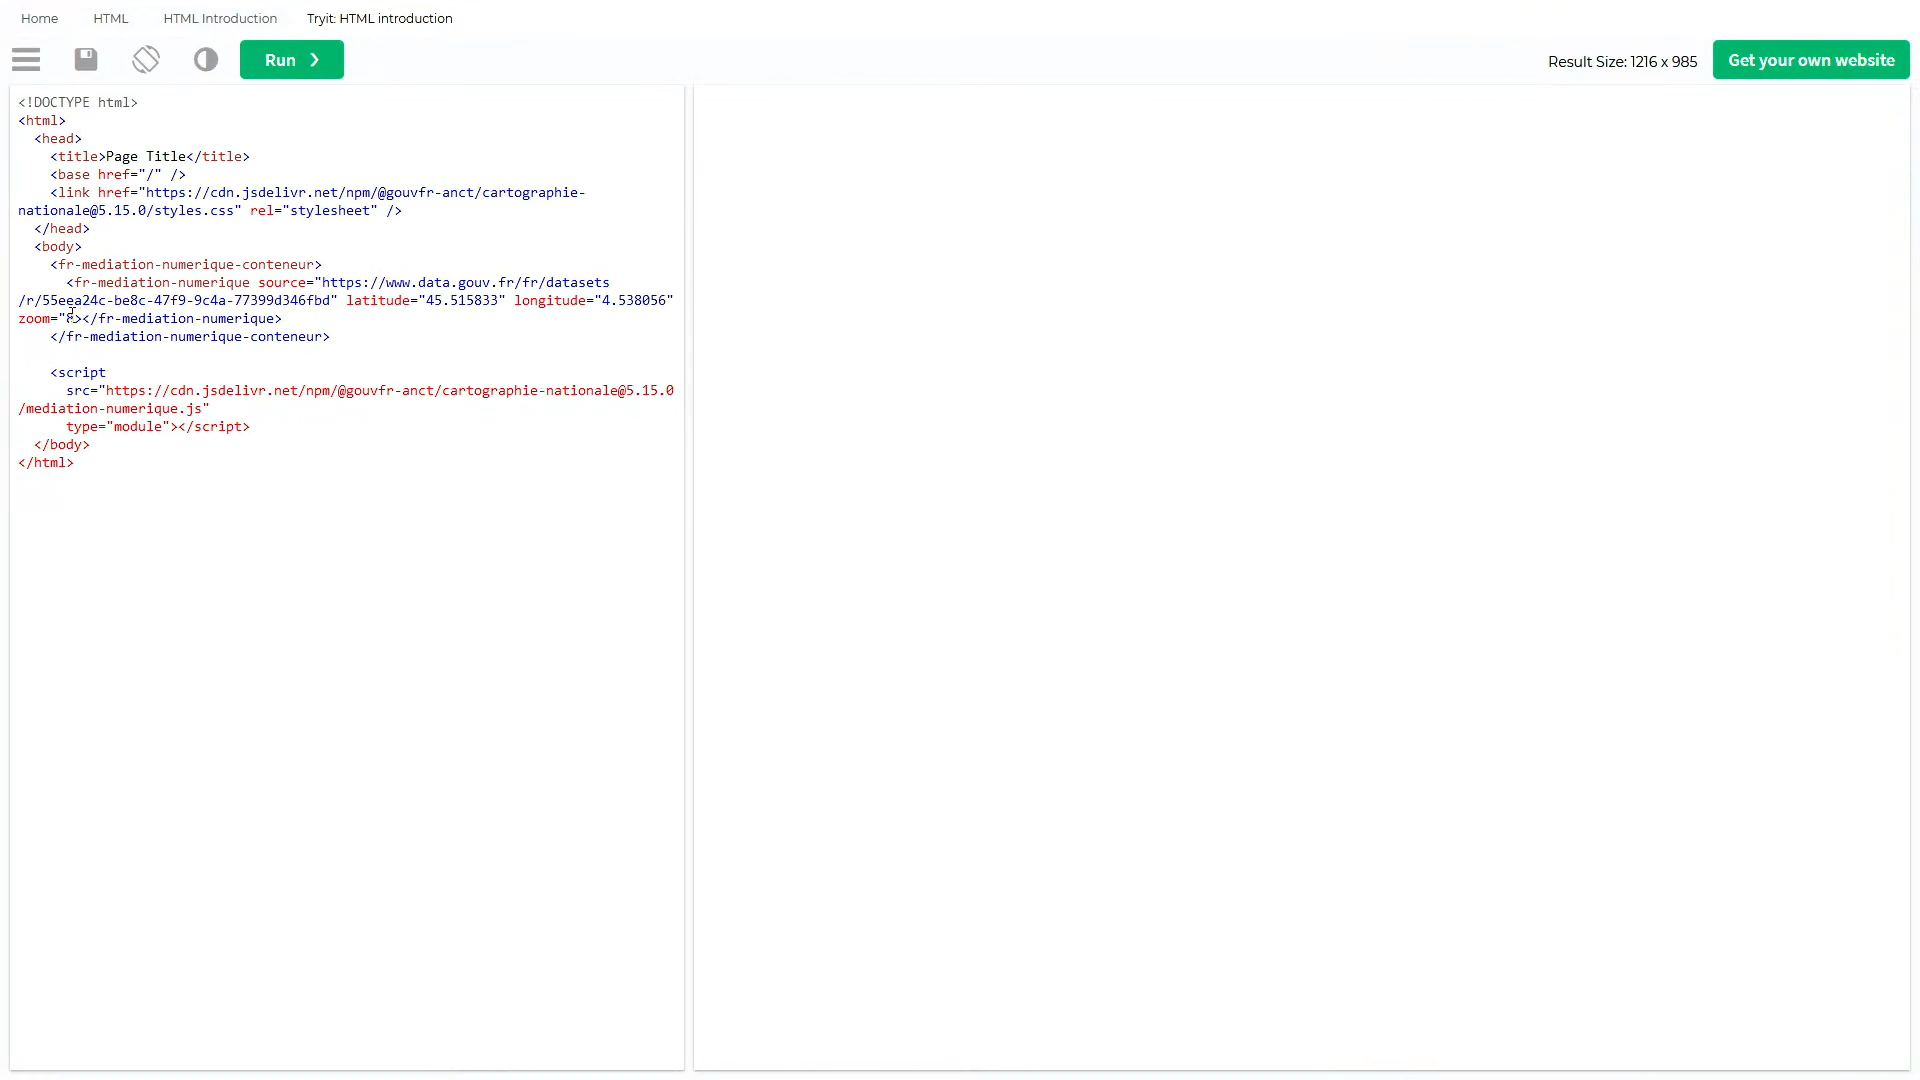 Home HTML HTML Introduction Tryit: HTML introduction
Run ❯ Result Size: 1216 x 985 Get your own website
<!DOCTYPE html>
<html>
<head>
<title>Page Title</title>
<base href="/" />
<link href="https://cdn.jsdelivr.net/npm/@gouvfr-anct/cartographie-
nationale@5.15.0/styles.css" rel="stylesheet" />
</head>
<body>
<fr-mediation-numerique-conteneur>
<fr-mediation-numerique source="https://www.data.gouv.fr/fr/datasets
/r/55eea24c-be8c-47f9-9c4a-77399d346fbd" latitude="45.515833" longitude="4.538056"
zoom="></fr-mediation-numerique>
</fr-mediation-numerique-conteneur>
<script
src="https://cdn.jsdelivr.net/npm/@gouvfr-anct/cartographie-nationale@5.15.0
/mediation-numerique.js"
type="module"></script>
</body>
</html>